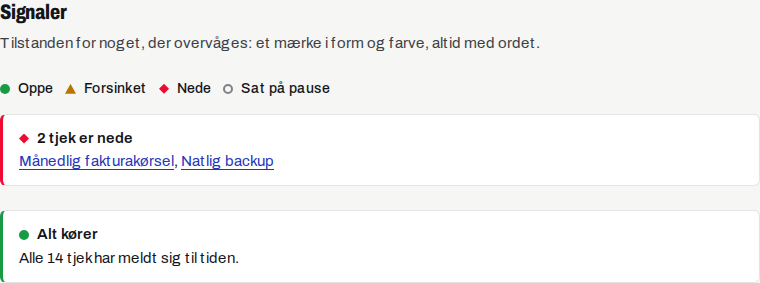 Signaler
Tilstanden for noget, der overvåges: et mærke i form og farve, altid med ordet.
Oppe Forsinket Nede Sat på pause
2 tjek er nede
Månedlig fakturakørsel, Natlig backup
Alt kører
Alle 14 tjek har meldt sig til tiden.